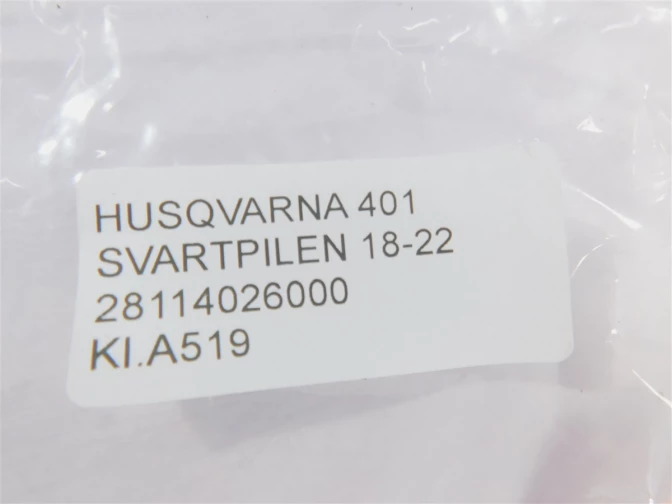 HUSQVARNA 401
SVARTPILEN 18-22
28114026000
KI.A519